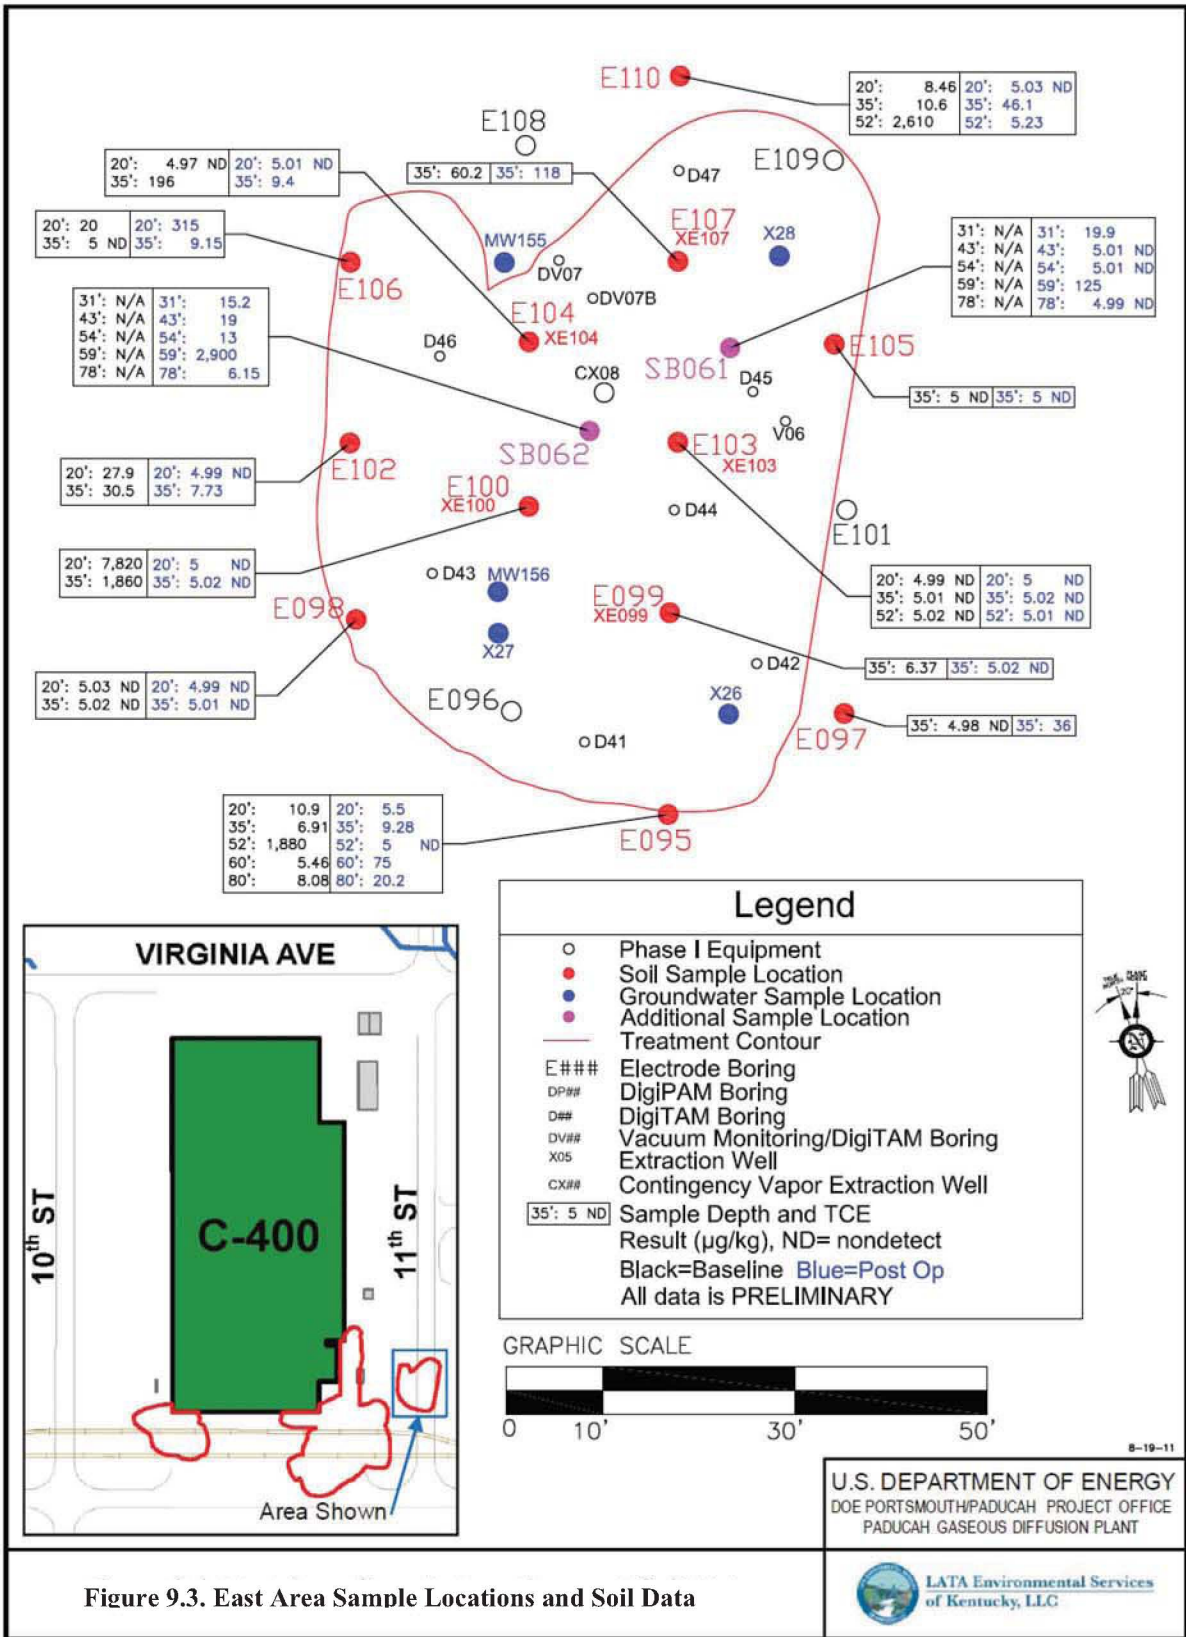 E110
20': 8.46 20': 5.03 ND
35': 10.6 35': 46.1
52': 2,610 52': 5.23
E108
E109
20': 4.97 ND 20': 5.01 ND
35': 196 35': 9.4
35': 60.2 35': 118
D47
E107
XE107
20': 20 20': 315
35': 5 ND 35': 9.15
MW155
X28
31': N/A 31': 19.9
43': N/A 43': 5.01 ND
54': N/A 54': 5.01 ND
59': N/A 59': 125
78': N/A 78': 4.99 ND
E106
DV07
DV07B
31': N/A 31': 15.2
43': N/A 43': 19
54': N/A 54': 13
59': N/A 59': 2,900
78': N/A 78': 6.15
E104
XE104
D46
SB061
E105
CX08
D45
35': 5 ND 35': 5 ND
V06
SB062
E103
XE103
E102
20': 27.9 20': 4.99 ND
35': 30.5 35': 7.73
E100
XE100
D44
E101
20': 7,820 20': 5 ND
35': 1,860 35': 5.02 ND
D43
MW156
20': 4.99 ND 20': 5 ND
35': 5.01 ND 35': 5.02 ND
52': 5.02 ND 52': 5.01 ND
E098
E099
XE099
X27
D42
35': 6.37 35': 5.02 ND
20': 5.03 ND 20': 4.99 ND
35': 5.02 ND 35': 5.01 ND
E096
X26
E097
35': 4.98 ND 35': 36
D41
20': 10.9 20': 5.5
35': 6.91 35': 9.28
52': 1,880 52': 5 ND
60': 5.46 60': 75
80': 8.08 80': 20.2
E095
Legend
Phase I Equipment
Soil Sample Location
Groundwater Sample Location
Additional Sample Location
Treatment Contour
E### Electrode Boring
DP## DigiPAM Boring
D## DigiTAM Boring
DV## Vacuum Monitoring/DigiTAM Boring
X05 Extraction Well
CX## Contingency Vapor Extraction Well
35': 5 ND Sample Depth and TCE
Result (µg/kg), ND= nondetect
Black=Baseline Blue=Post Op
All data is PRELIMINARY
TRUE NORTH
PLANT NORTH
20°
N
VIRGINIA AVE
10th ST
C-400
11th ST
Area Shown
GRAPHIC SCALE
0 10' 30' 50'
8-19-11
U.S. DEPARTMENT OF ENERGY
DOE PORTSMOUTH/PADUCAH PROJECT OFFICE
PADUCAH GASEOUS DIFFUSION PLANT
LATA Environmental Services
of Kentucky, LLC
Figure 9.3. East Area Sample Locations and Soil Data